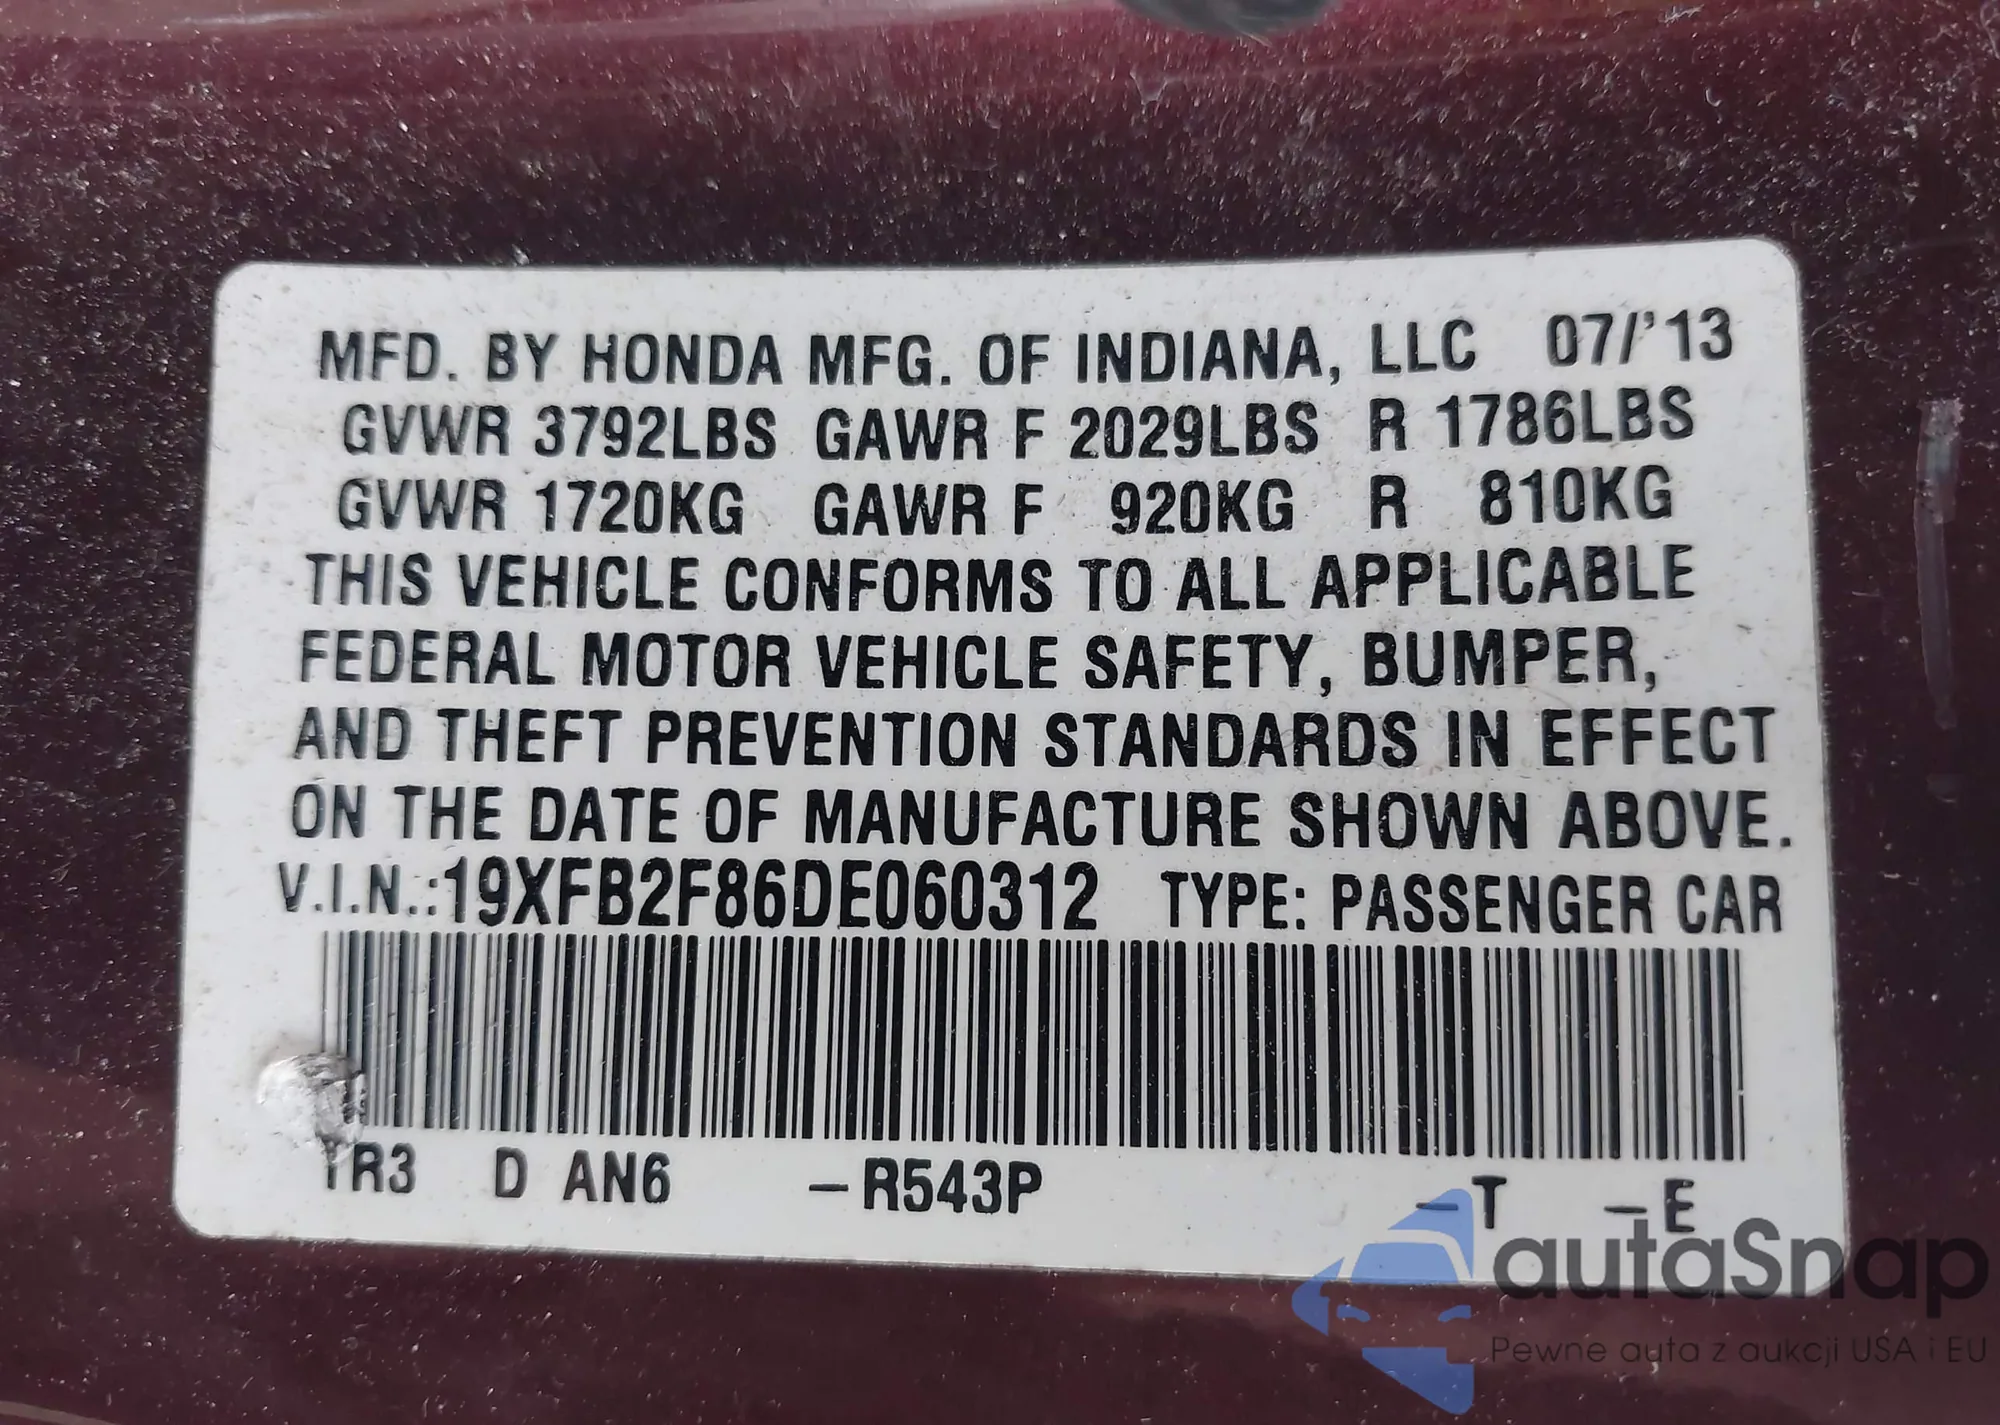 MFD. BY HONDA MFG. OF INDIANA, LLC 07/'13
GVWR 3792LBS GAWR F 2029LBS R 1786LBS
GVWR 1720KG GAWR F 920KG R 810KG
THIS VEHICLE CONFORMS TO ALL APPLICABLE
FEDERAL MOTOR VEHICLE SAFETY, BUMPER,
AND THEFT PREVENTION STANDARDS IN EFFECT
ON THE DATE OF MANUFACTURE SHOWN ABOVE.
V.I.N.:19XFB2F86DE060312 TYPE: PASSENGER CAR
TR3 D AN6 –R543P –T –E
autaSnap
Pewne auta z aukcji USA i EU